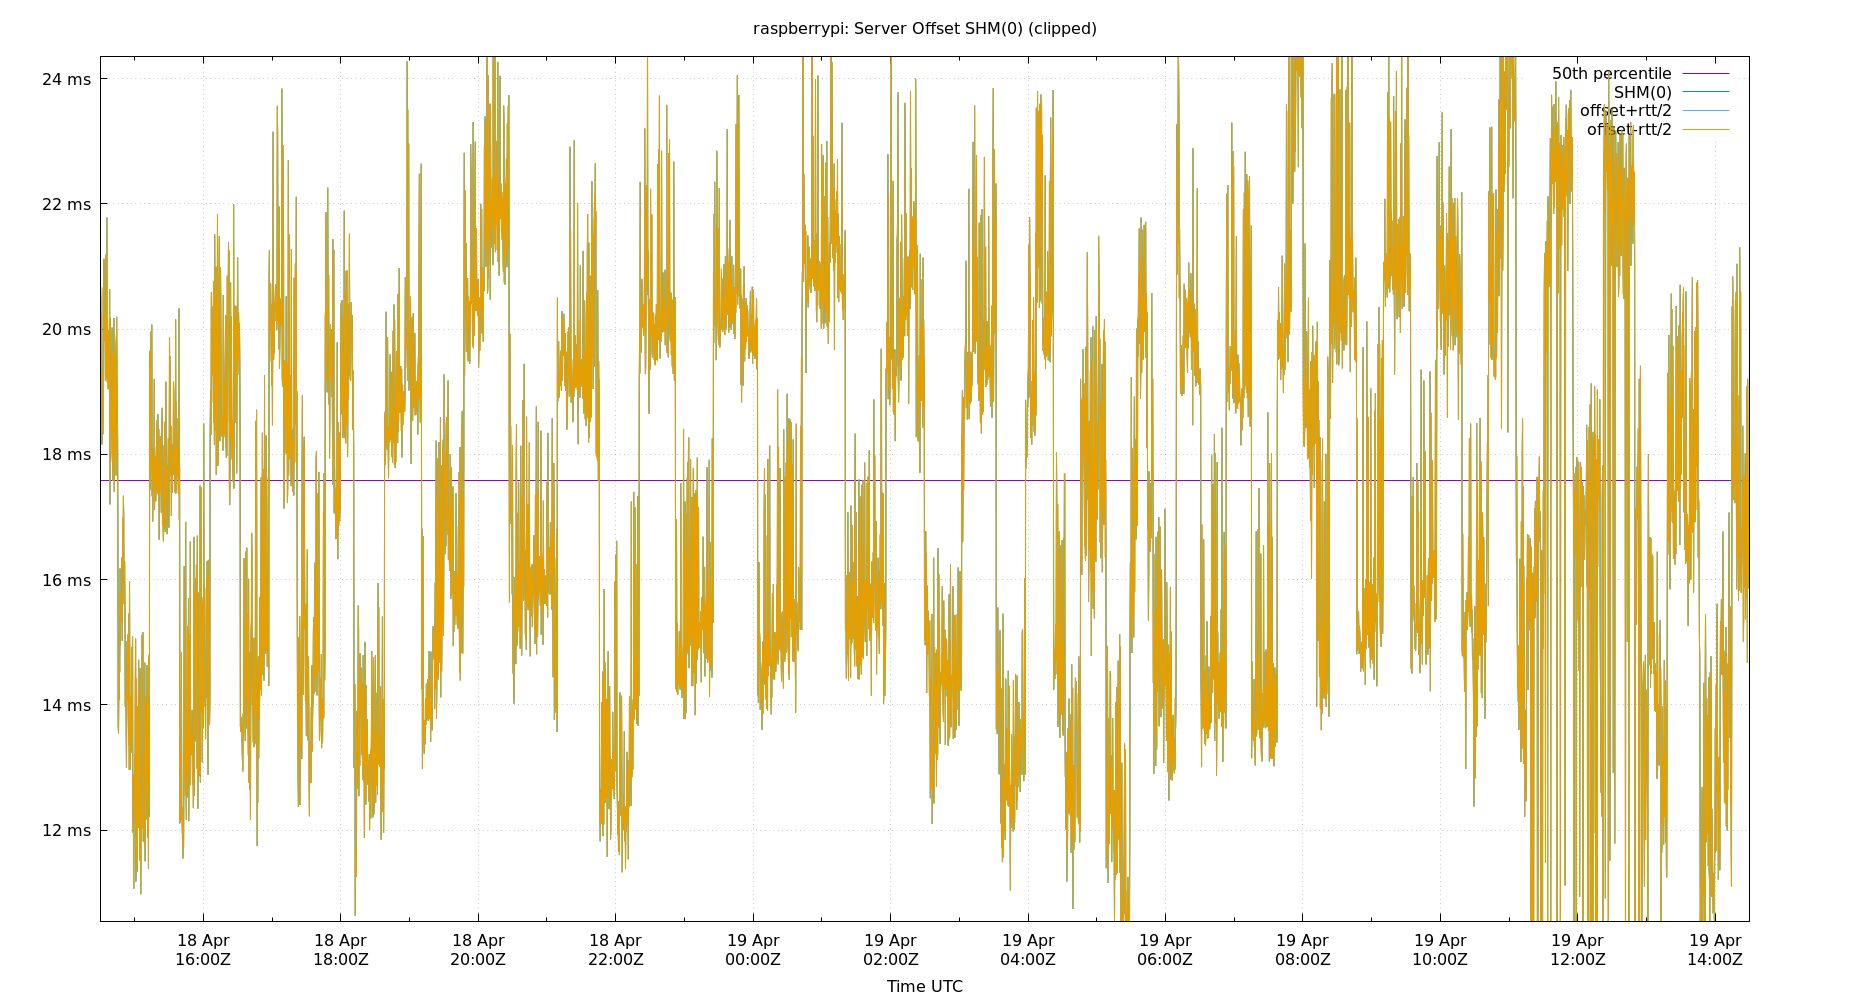 raspberrypi: Server Offset SHM(0) (clipped)
50th percentile
SHM(0)
offset+rtt/2
offset-rtt/2
24 ms
22 ms
20 ms
18 ms
16 ms
14 ms
12 ms
18 Apr 18 Apr 18 Apr 18 Apr 19 Apr 19 Apr 19 Apr 19 Apr 19 Apr 19 Apr 19 Apr 19 Apr
16:00Z 18:00Z 20:00Z 22:00Z 00:00Z 02:00Z 04:00Z 06:00Z 08:00Z 10:00Z 12:00Z 14:00Z
Time UTC